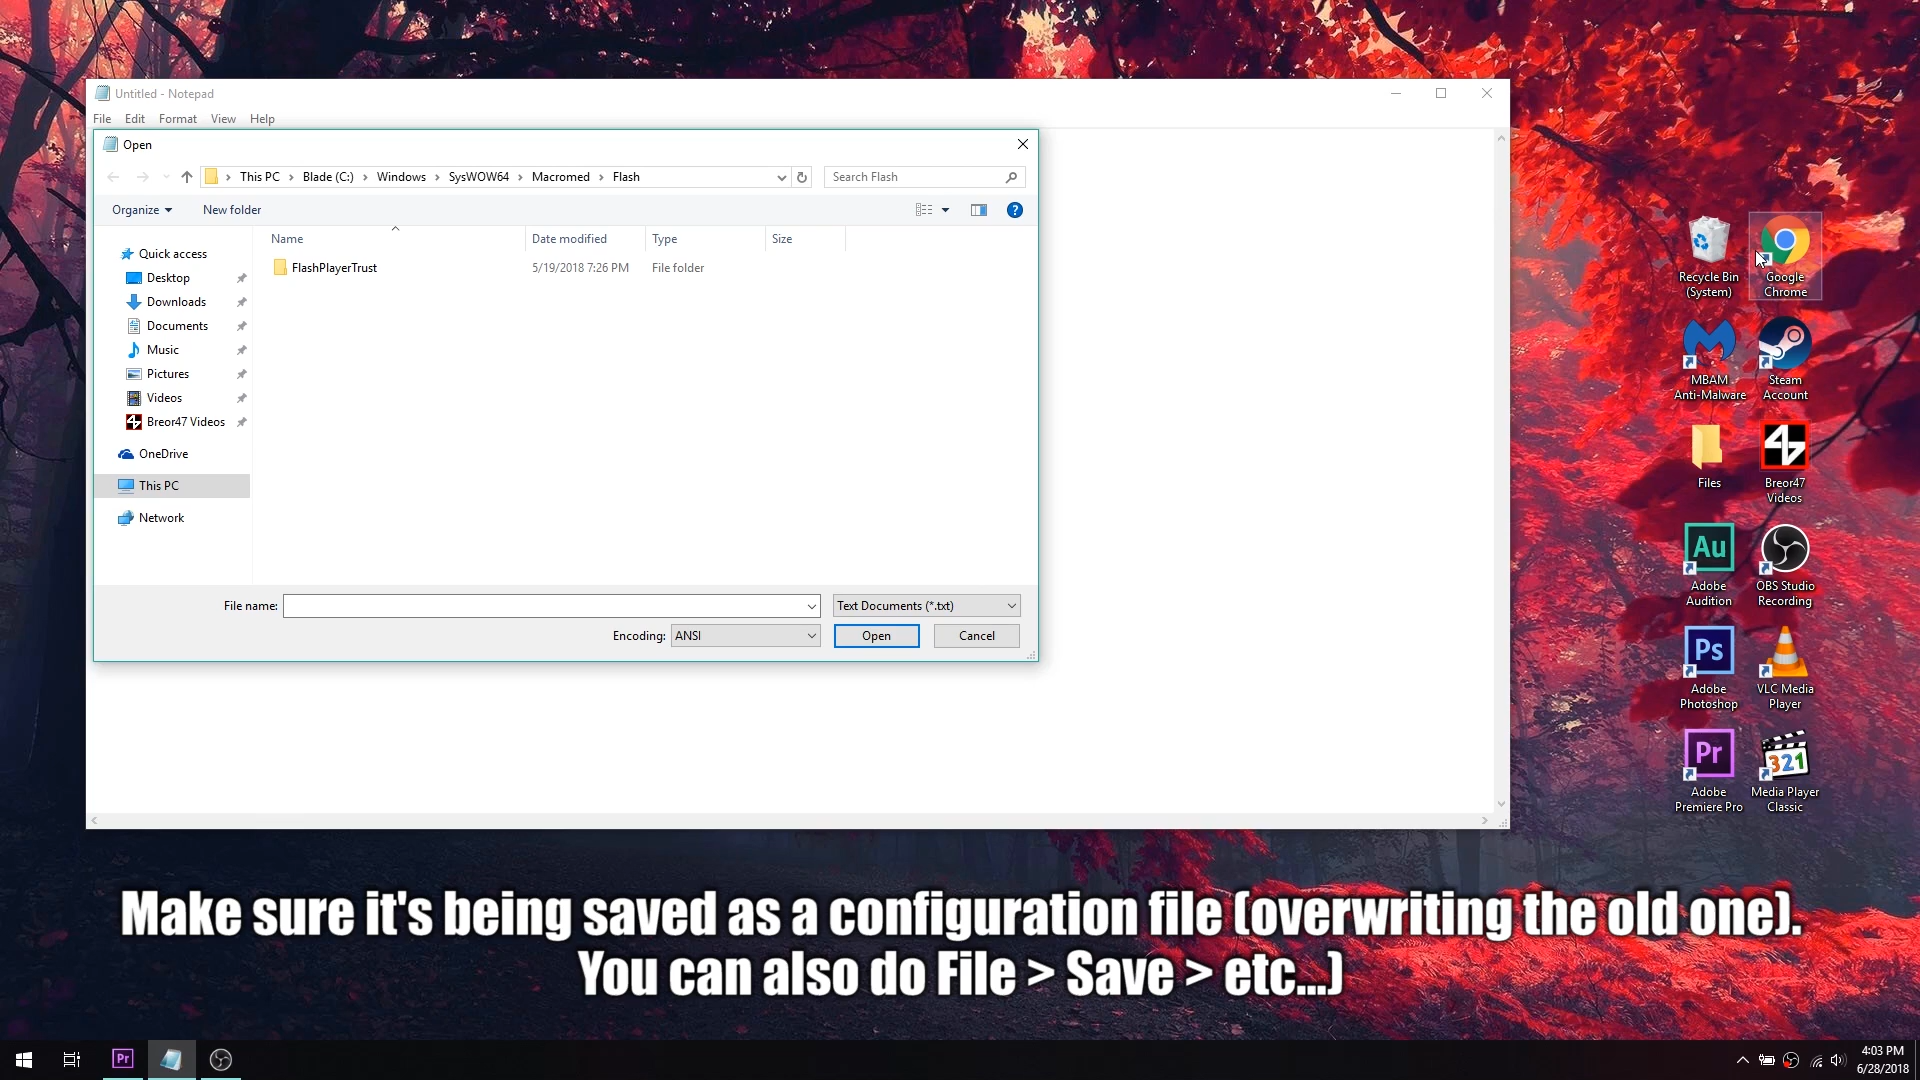 Untitled - Notepad
File Edit Format View Help
Open
This PC > Blade (C:) > Windows > SysWOW64 > Macromed > Flash
Search Flash
Organize New folder
Name Date modified Type Size
FlashPlayerTrust 5/19/2018 7:26 PM File folder
Quick access
Desktop
Downloads
Documents
Music
Pictures
Videos
Breor47 Videos
OneDrive
This PC
Network
File name:
Text Documents (*.txt)
Encoding: ANSI
Open Cancel
Recycle Bin
(System)
Google
Chrome
MBAM
Anti-Malware
Steam
Account
Files
Breor47
Videos
Au
Adobe
Audition
OBS Studio
Recording
Ps
Adobe
Photoshop
VLC Media
Player
Pr
Adobe
Premiere Pro
321
Media Player
Classic
Make sure it's being saved as a configuration file (overwriting the old one).
You can also do File > Save > etc...)
Pr
4:03 PM
6/28/2018